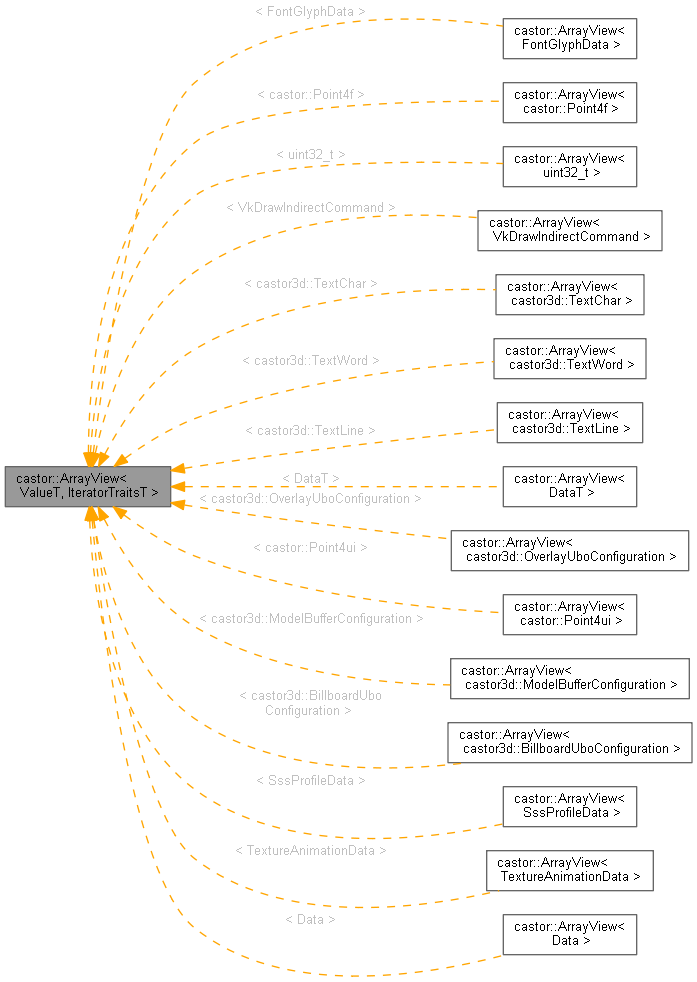 < FontGlyphData >
castor::ArrayView<
FontGlyphData >
< castor::Point4f >
castor::ArrayView<
castor::Point4f >
< uint32_t >
castor::ArrayView<
uint32_t >
< VkDrawIndirectCommand >
castor::ArrayView<
VkDrawIndirectCommand >
< castor3d::TextChar >
castor::ArrayView<
castor3d::TextChar >
< castor3d::TextWord >
castor::ArrayView<
castor3d::TextWord >
< castor3d::TextLine >
castor::ArrayView<
castor3d::TextLine >
castor::ArrayView<
ValueT, IteratorTraitsT >
< DataT >
castor::ArrayView<
DataT >
< castor3d::OverlayUboConfiguration >
castor::ArrayView<
castor3d::OverlayUboConfiguration >
< castor::Point4ui >
castor::ArrayView<
castor::Point4ui >
< castor3d::ModelBufferConfiguration >
castor::ArrayView<
castor3d::ModelBufferConfiguration >
< castor3d::BillboardUbo
Configuration >
castor::ArrayView<
castor3d::BillboardUboConfiguration >
< SssProfileData >
castor::ArrayView<
SssProfileData >
< TextureAnimationData >
castor::ArrayView<
TextureAnimationData >
< Data >
castor::ArrayView<
Data >